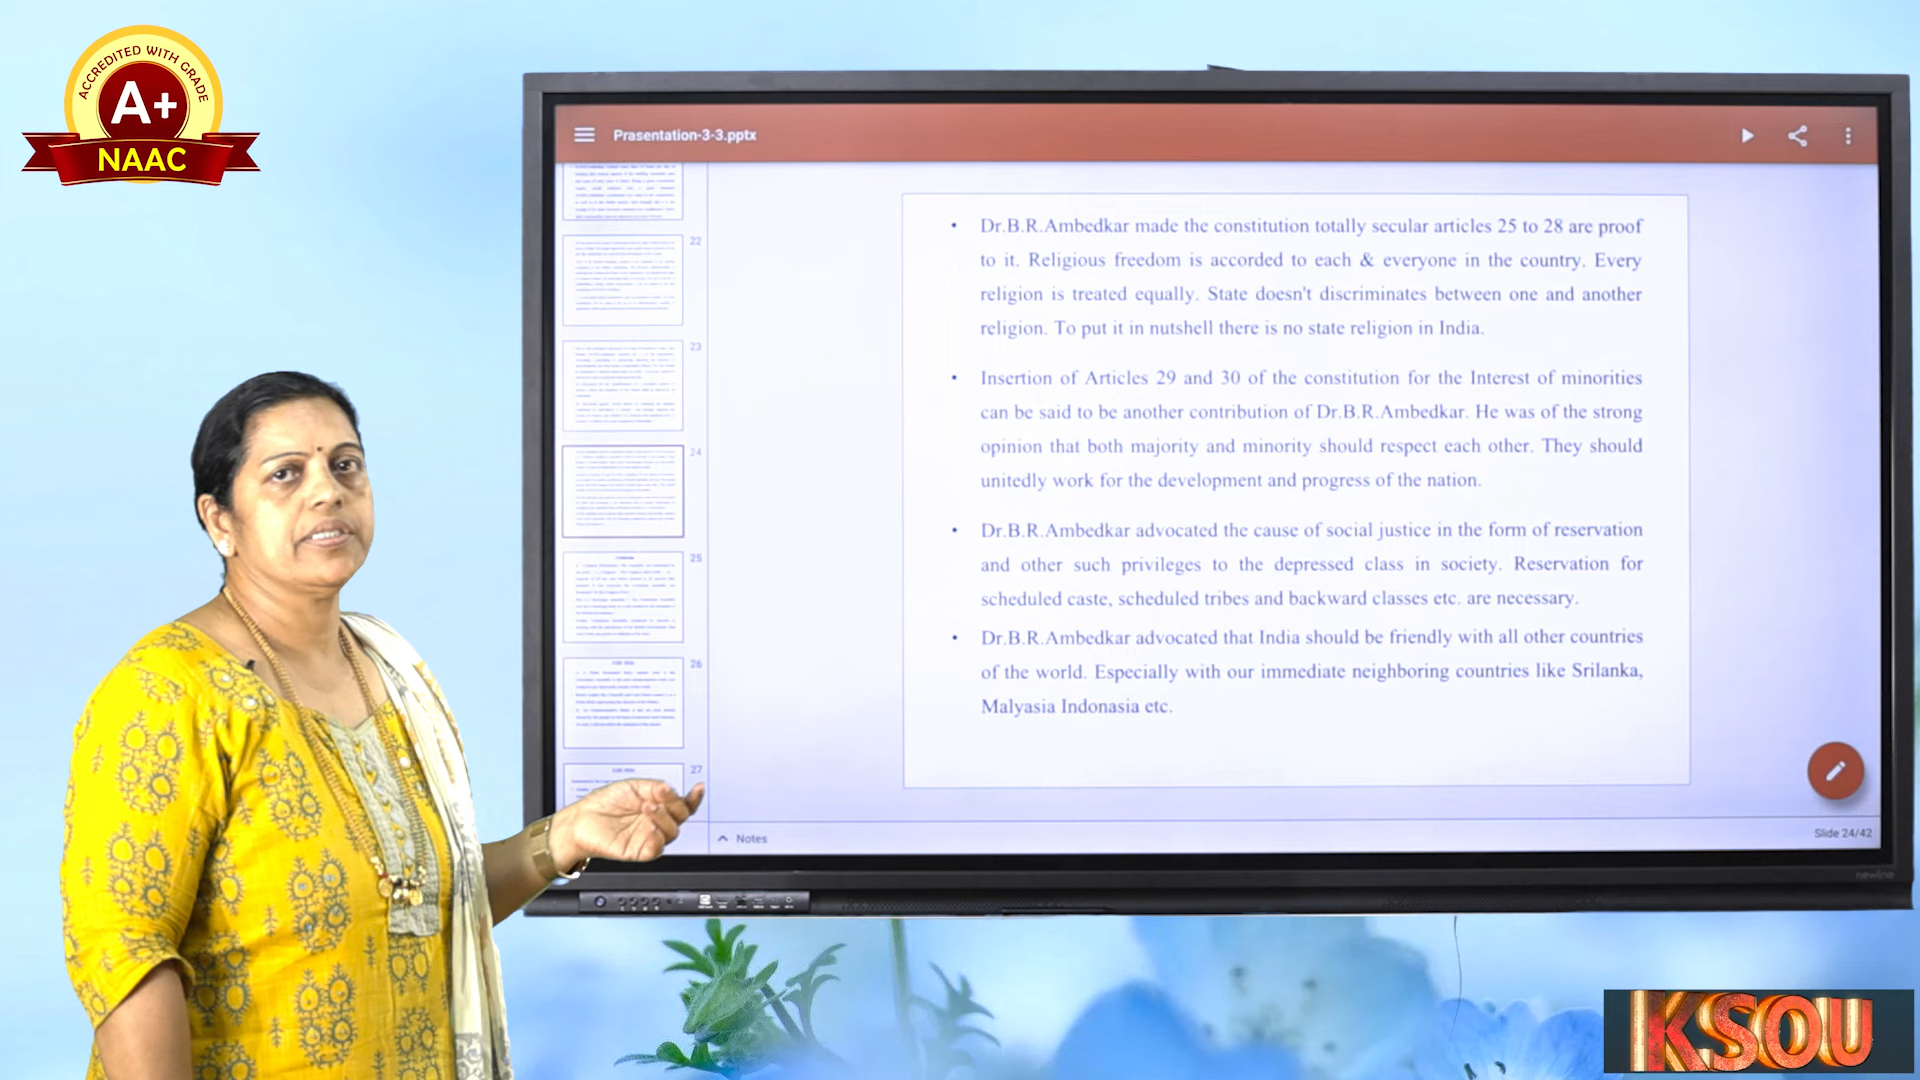 ACCREDITED WITH GRADE
A+
NAAC
Prasentation-3-3.pptx
22
23
24
25
26
27
• Dr.B.R.Ambedkar made the constitution totally secular articles 25 to 28 are proof
to it. Religious freedom is accorded to each & everyone in the country. Every
religion is treated equally. State doesn't discriminates between one and another
religion. To put it in nutshell there is no state religion in India.
• Insertion of Articles 29 and 30 of the constitution for the Interest of minorities
can be said to be another contribution of Dr.B.R.Ambedkar. He was of the strong
opinion that both majority and minority should respect each other. They should
unitedly work for the development and progress of the nation.
• Dr.B.R.Ambedkar advocated the cause of social justice in the form of reservation
and other such privileges to the depressed class in society. Reservation for
scheduled caste, scheduled tribes and backward classes etc. are necessary.
• Dr.B.R.Ambedkar advocated that India should be friendly with all other countries
of the world. Especially with our immediate neighboring countries like Srilanka,
Malyasia Indonasia etc.
Notes
Slide 24/42
newline
KSOU